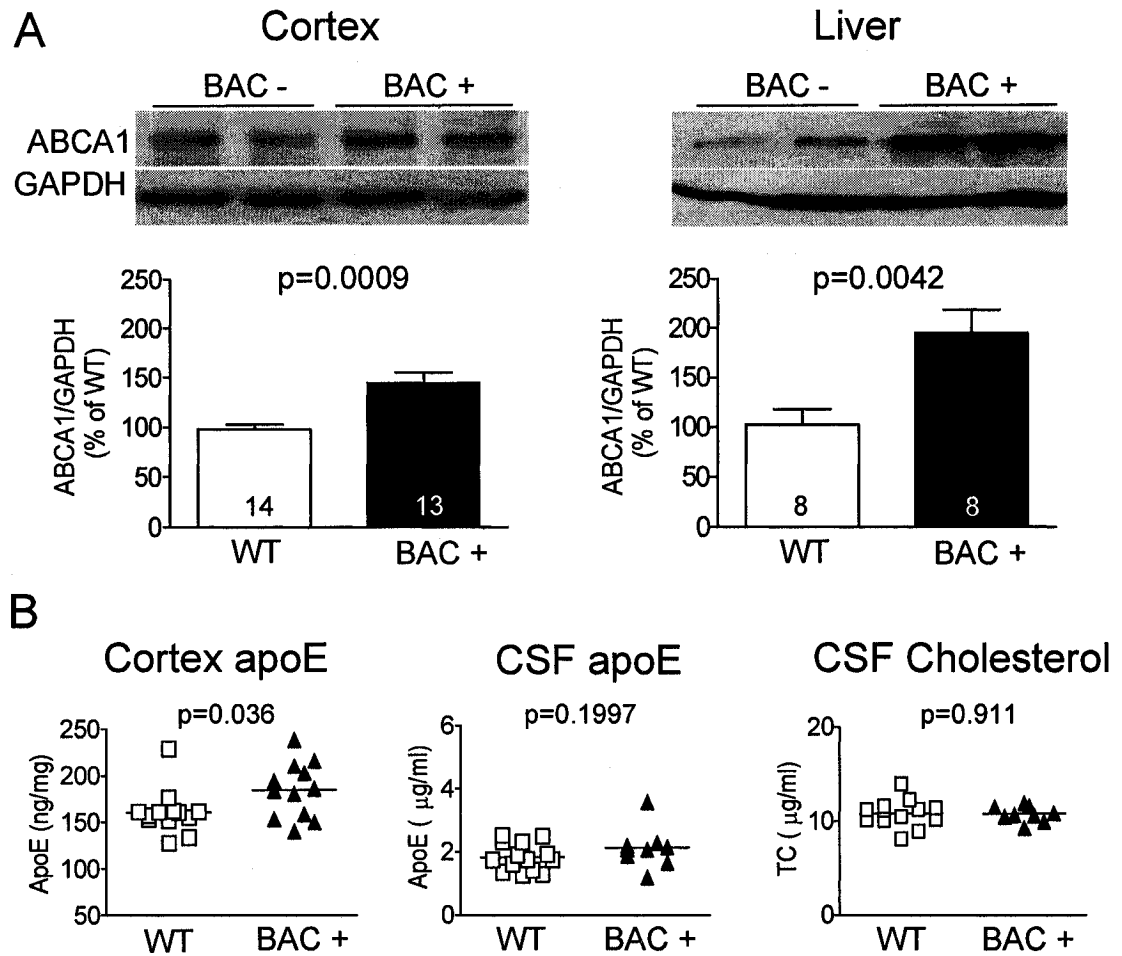 A
Cortex
Liver
BAC -
BAC +
BAC -
BAC +
ABCA1
GAPDH
p=0.0009
p=0.0042
ABCA1/GAPDH
(% of WT)
250
200
150
100
50
0
14
13
WT
BAC +
ABCA1/GAPDH
(% of WT)
250
200
150
100
50
0
8
8
WT
BAC +
B
Cortex apoE
CSF apoE
CSF Cholesterol
p=0.036
p=0.1997
p=0.911
ApoE (ng/mg)
250
200
150
100
50
WT
BAC +
ApoE ( µg/ml)
6
4
2
0
WT
BAC +
TC ( µg/ml)
20
10
0
WT
BAC +